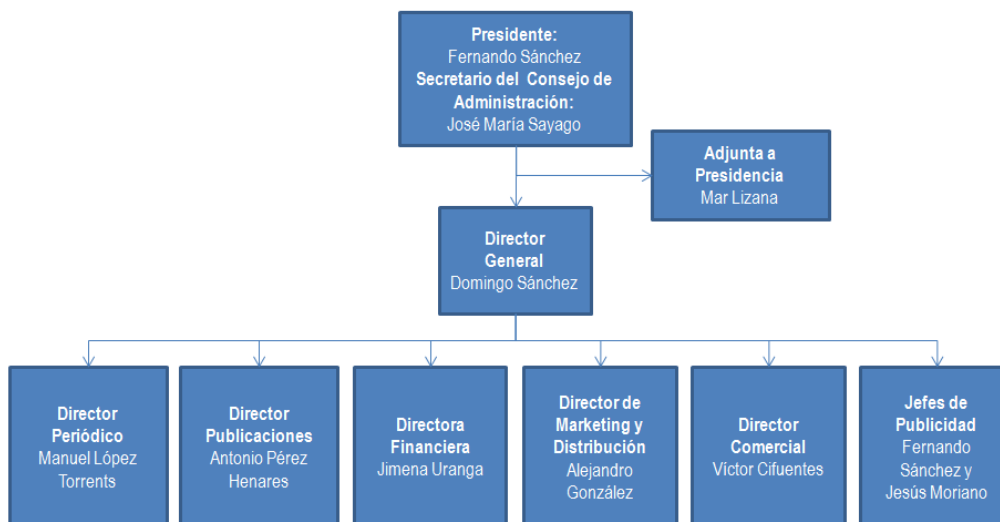 Presidente:
Fernando Sánchez
Secretario del Consejo de
Administración:
José María Sayago
Adjunta a
Presidencia
Mar Lizana
Director
General
Domingo Sánchez
Director
Periódico
Manuel López
Torrents
Director
Publicaciones
Antonio Pérez
Henares
Directora
Financiera
Jimena Uranga
Director de
Marketing y
Distribución
Alejandro
González
Director
Comercial
Víctor Cifuentes
Jefes de
Publicidad
Fernando
Sánchez y
Jesús Moriano